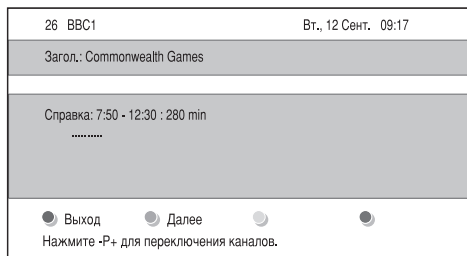 26 BBC1 Вт., 12 Сент. 09:17
Загол.: Commonwealth Games
Справка: 7:50 - 12:30 : 280 min
..... .....
Выход Далее
Нажмите -P+ для переключения каналов.